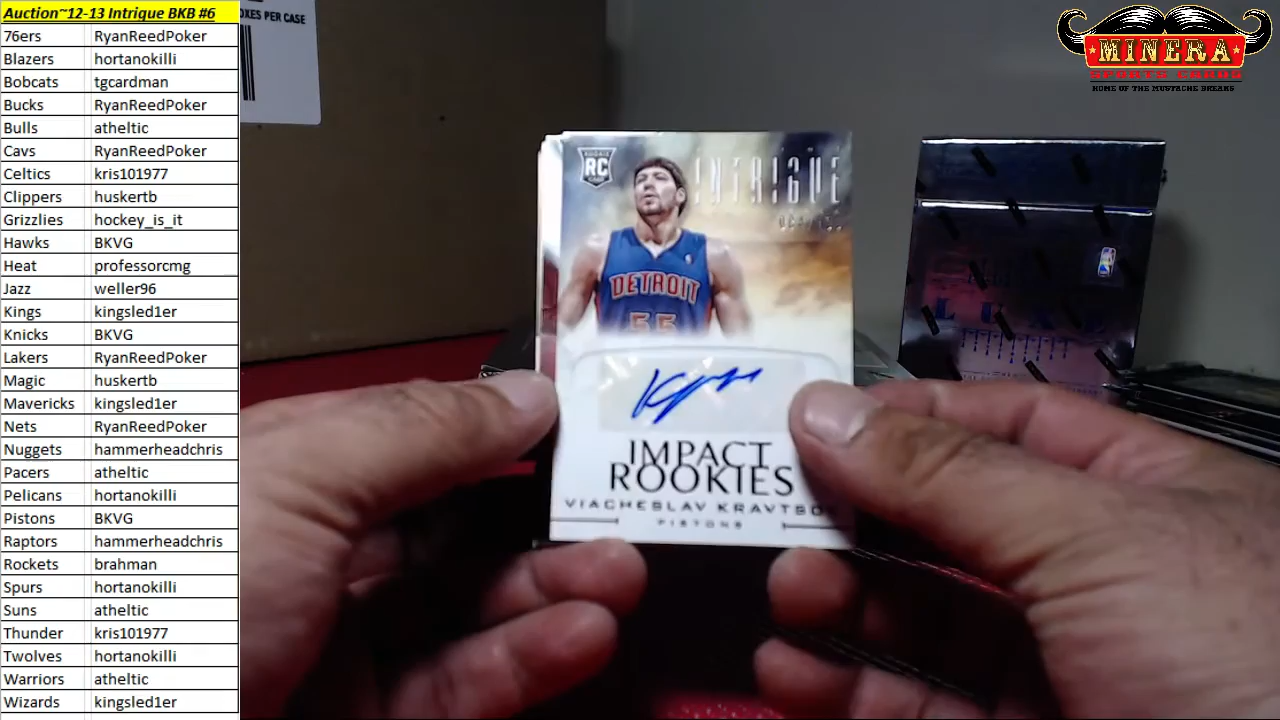 Auction~12-13 Intrique BKB #6
76ers RyanReedPoker
Blazers hortanokilli
Bobcats tgcardman
Bucks RyanReedPoker
Bulls atheltic
Cavs RyanReedPoker
Celtics kris101977
Clippers huskertb
Grizzlies hockey_is_it
Hawks BKVG
Heat professorcmg
Jazz weller96
Kings kingsled1er
Knicks BKVG
Lakers RyanReedPoker
Magic huskertb
Mavericks kingsled1er
Nets RyanReedPoker
Nuggets hammerheadchris
Pacers atheltic
Pelicans hortanokilli
Pistons BKVG
Raptors hammerheadchris
Rockets brahman
Spurs hortanokilli
Suns atheltic
Thunder kris101977
Twolves hortanokilli
Warriors atheltic
Wizards kingsled1er
OXES PER CASE
RC
INTRIGUE
DETROIT
55
IMPACT
ROOKIES
VIACHESLAV KRAVTSO
PISTONS
MINERA
SPORTS CARDS
HOME OF THE MUSTACHE BREAKS